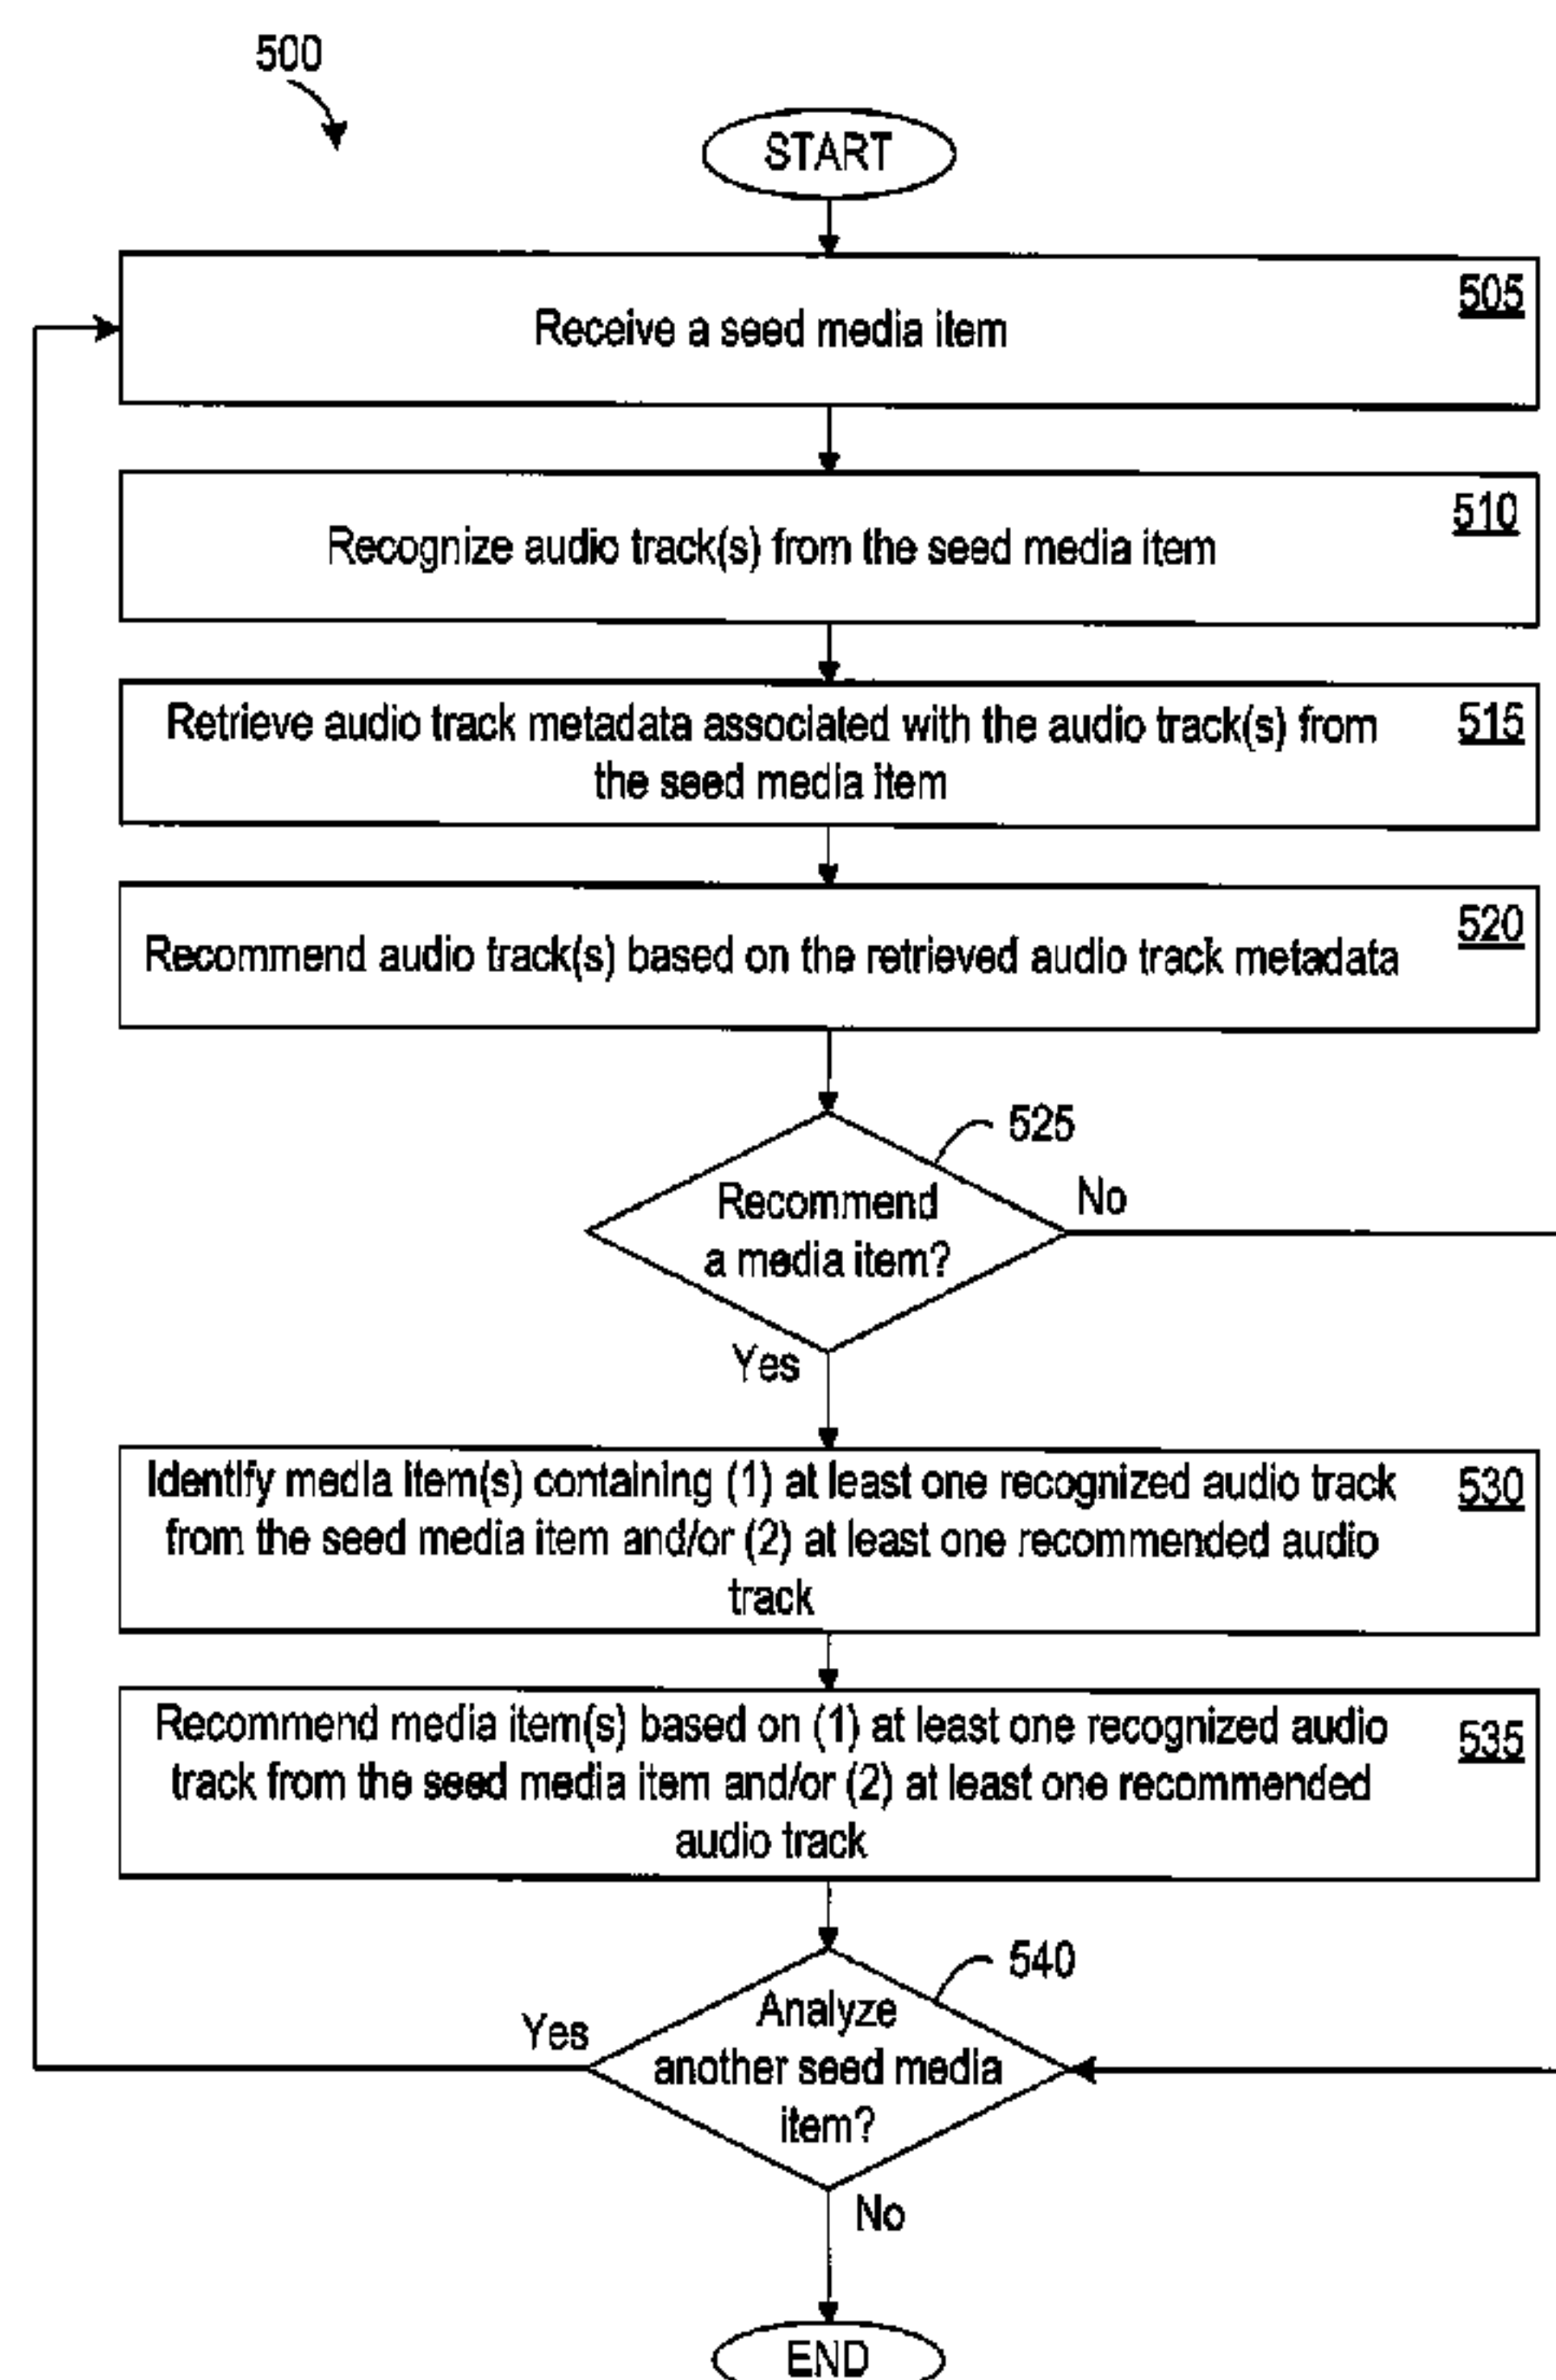 500
START
505
Receive a seed media item
510
Recognize audio track(s) from the seed media item
515
Retrieve audio track metadata associated with the audio track(s) from
the seed media item
520
Recommend audio track(s) based on the retrieved audio track metadata
525
Recommend
a media item?
No
Yes
530
Identify media item(s) containing (1) at least one recognized audio track
from the seed media item and/or (2) at least one recommended audio
track
535
Recommend media item(s) based on (1) at least one recognized audio
track from the seed media item and/or (2) at least one recommended
audio track
540
Analyze
another seed media
item?
Yes
No
END